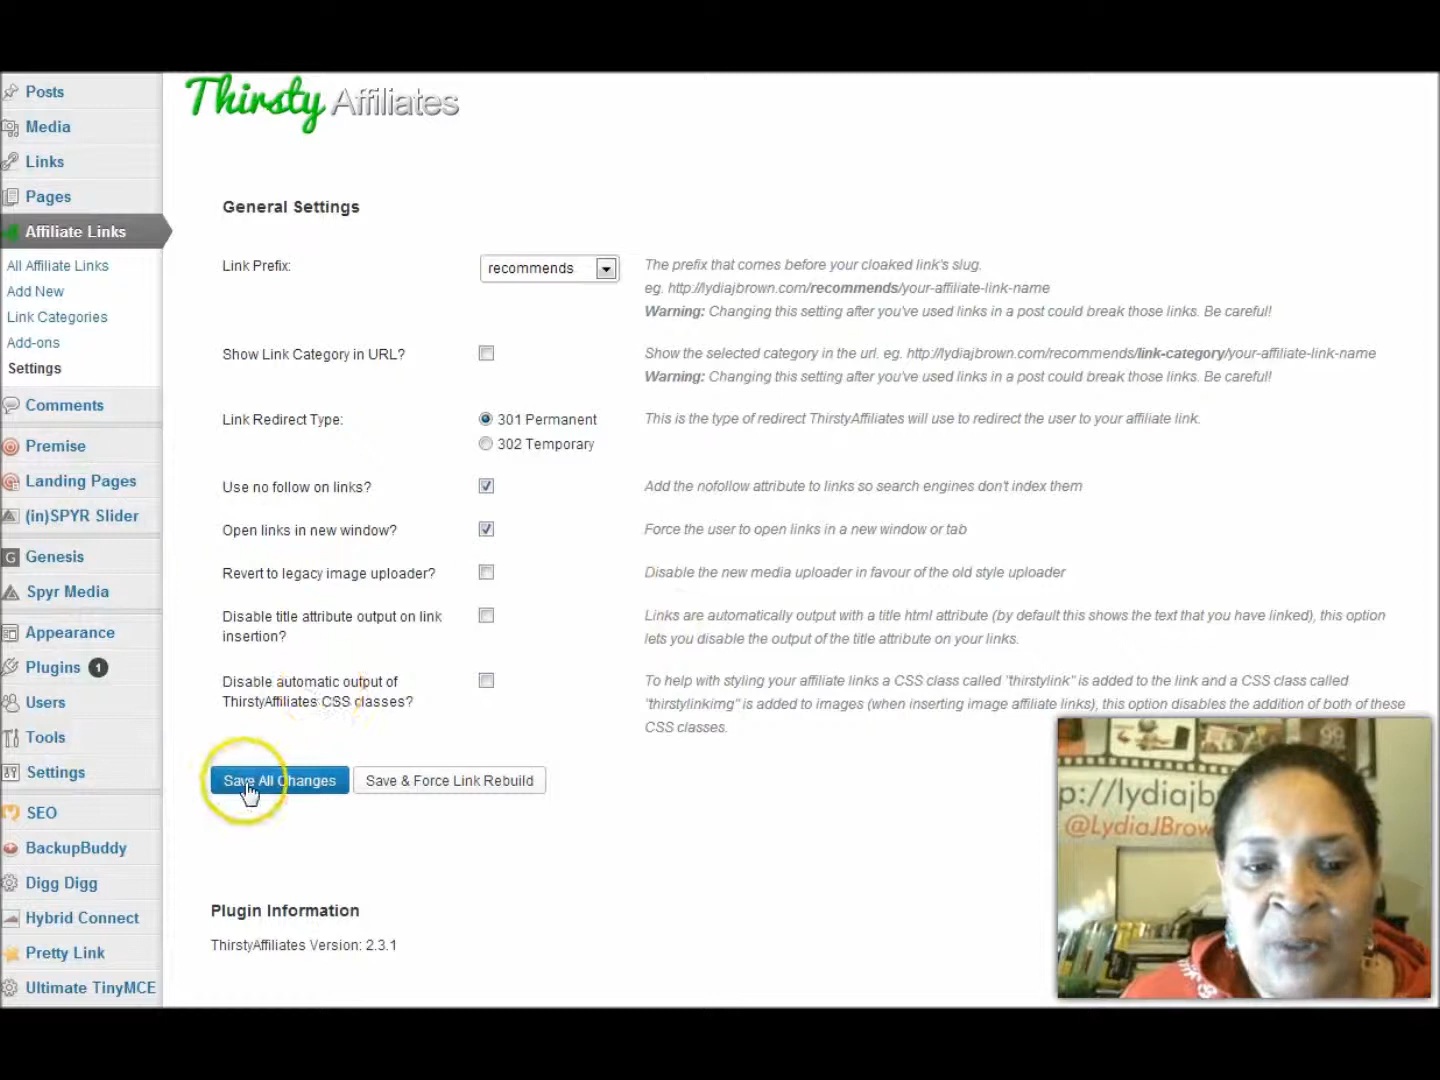 Thirsty Affiliates
Posts
Media
Links
Pages
Affiliate Links
All Affiliate Links
Add New
Link Categories
Add-ons
Settings
Comments
Premise
Landing Pages
(in)SPYR Slider
Genesis
Spyr Media
Appearance
Plugins 1
Users
Tools
Settings
SEO
BackupBuddy
Digg Digg
Hybrid Connect
Pretty Link
Ultimate TinyMCE
General Settings
Link Prefix:
recommends
The prefix that comes before your cloaked link's slug.
eg. http://lydiajbrown.com/recommends/your-affiliate-link-name
Warning: Changing this setting after you've used links in a post could break those links. Be careful!
Show Link Category in URL?
Show the selected category in the url. eg. http://lydiajbrown.com/recommends/link-category/your-affiliate-link-name
Warning: Changing this setting after you've used links in a post could break those links. Be careful!
Link Redirect Type:
301 Permanent
302 Temporary
This is the type of redirect ThirstyAffiliates will use to redirect the user to your affiliate link.
Use no follow on links?
Add the nofollow attribute to links so search engines don't index them
Open links in new window?
Force the user to open links in a new window or tab
Revert to legacy image uploader?
Disable the new media uploader in favour of the old style uploader
Disable title attribute output on link
insertion?
Links are automatically output with a title html attribute (by default this shows the text that you have linked), this option
lets you disable the output of the title attribute on your links.
Disable automatic output of
ThirstyAffiliates CSS classes?
To help with styling your affiliate links a CSS class called "thirstylink" is added to the link and a CSS class called
"thirstylinkimg" is added to images (when inserting image affiliate links), this option disables the addition of both of these
CSS classes.
Save All Changes
Save & Force Link Rebuild
Plugin Information
ThirstyAffiliates Version: 2.3.1
p://lydiajb
@LydiaJBrow
99